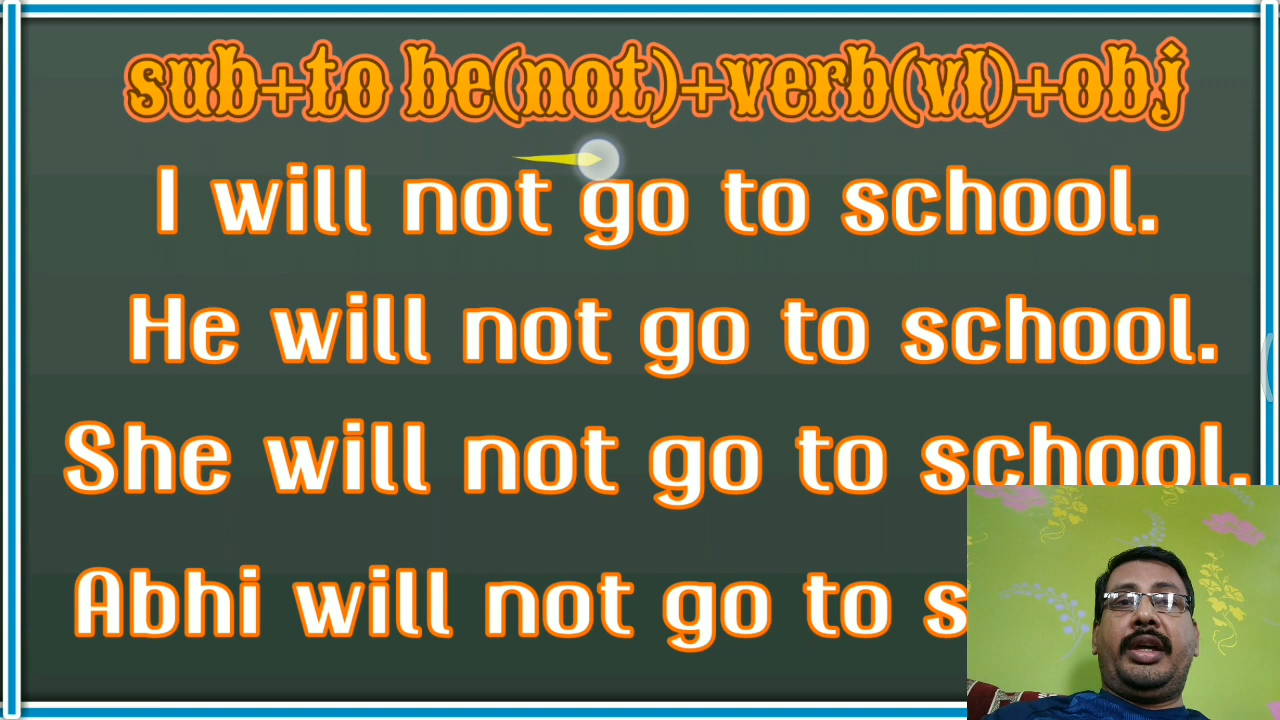 sub+to be(not)+verb(v1)+obj
I will not go to school.
He will not go to school.
She will not go to school.
Abhi will not go to s